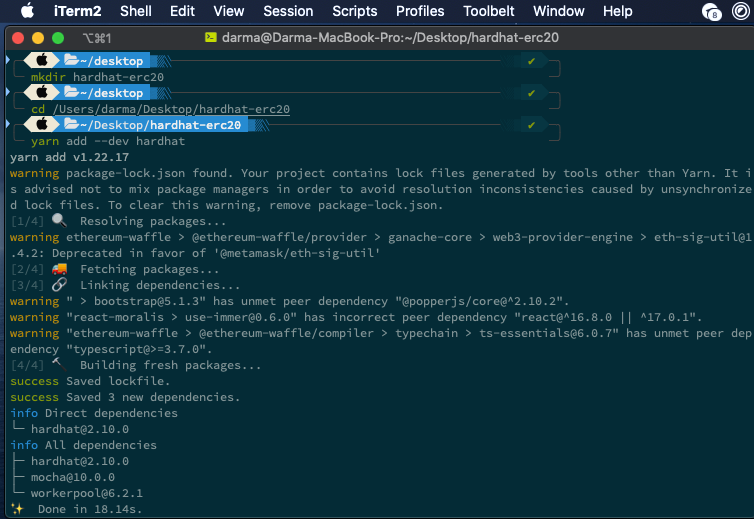 iTerm2 Shell Edit View Session Scripts Profiles Toolbelt Window Help 8
⌥⌘1 darma@Darma-MacBook-Pro:~/Desktop/hardhat-erc20
~/desktop ✔
mkdir hardhat-erc20
~/desktop ✔
cd /Users/darma/Desktop/hardhat-erc20
~/Desktop/hardhat-erc20 ✔
yarn add --dev hardhat
yarn add v1.22.17
warning package-lock.json found. Your project contains lock files generated by tools other than Yarn. It i
s advised not to mix package managers in order to avoid resolution inconsistencies caused by unsynchronize
d lock files. To clear this warning, remove package-lock.json.
[1/4] 🔍 Resolving packages...
warning ethereum-waffle > @ethereum-waffle/provider > ganache-core > web3-provider-engine > eth-sig-util@1
.4.2: Deprecated in favor of '@metamask/eth-sig-util'
[2/4] 🚚 Fetching packages...
[3/4] 🔗 Linking dependencies...
warning " > bootstrap@5.1.3" has unmet peer dependency "@popperjs/core@^2.10.2".
warning "react-moralis > use-immer@0.6.0" has incorrect peer dependency "react@^16.8.0 || ^17.0.1".
warning "ethereum-waffle > @ethereum-waffle/compiler > typechain > ts-essentials@6.0.7" has unmet peer dep
endency "typescript@>=3.7.0".
[4/4] 🔨 Building fresh packages...
success Saved lockfile.
success Saved 3 new dependencies.
info Direct dependencies
└─ hardhat@2.10.0
info All dependencies
├─ hardhat@2.10.0
├─ mocha@10.0.0
└─ workerpool@6.2.1
✨ Done in 18.14s.